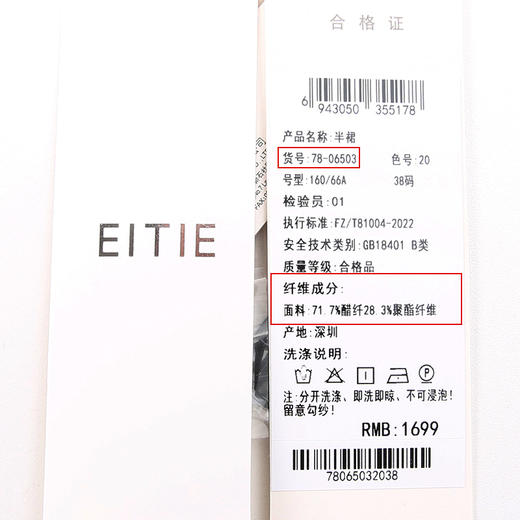 EITIE
合格证
6 943050 355178
产品名称:半裙
货号:78-06503 色号:20
号型:160/66A 38码
检验员:01
执行标准:FZ/T81004-2022
安全技术类别:GB18401 B类
质量等级:合格品
纤维成分:
面料:71.7%醋纤28.3%聚酯纤维
产地:深圳
洗涤说明:
注:分开洗涤、即洗即晾、不可浸泡!
留意勾纱!
RMB:1699
78065032038